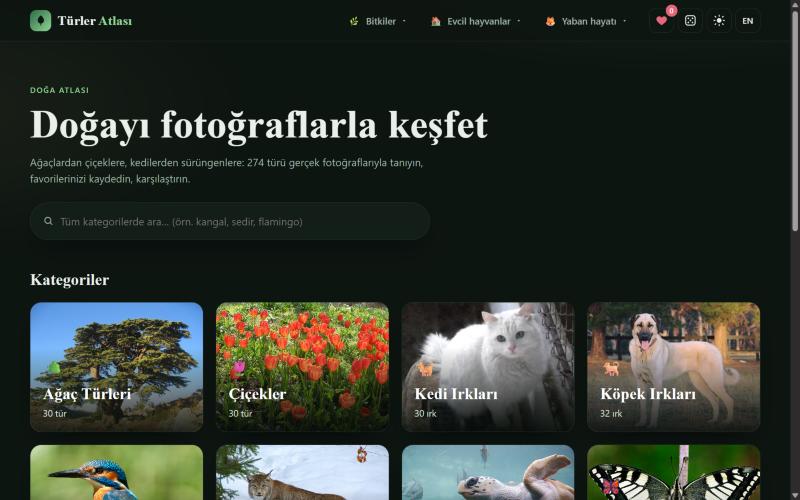 Türler Atlası
Bitkiler
Evcil hayvanlar
Yaban hayatı
0
EN
DOĞA ATLASI
Doğayı fotoğraflarla keşfet
Ağaçlardan çiçeklere, kedilerden sürüngenlere: 274 türü gerçek fotoğraflarıyla tanıyın,
favorilerinizi kaydedin, karşılaştırın.
Tüm kategorilerde ara... (örn. kangal, sedir, flamingo)
Kategoriler
Ağaç Türleri
30 tür
Çiçekler
30 tür
Kedi Irkları
30 ırk
Köpek Irkları
32 ırk